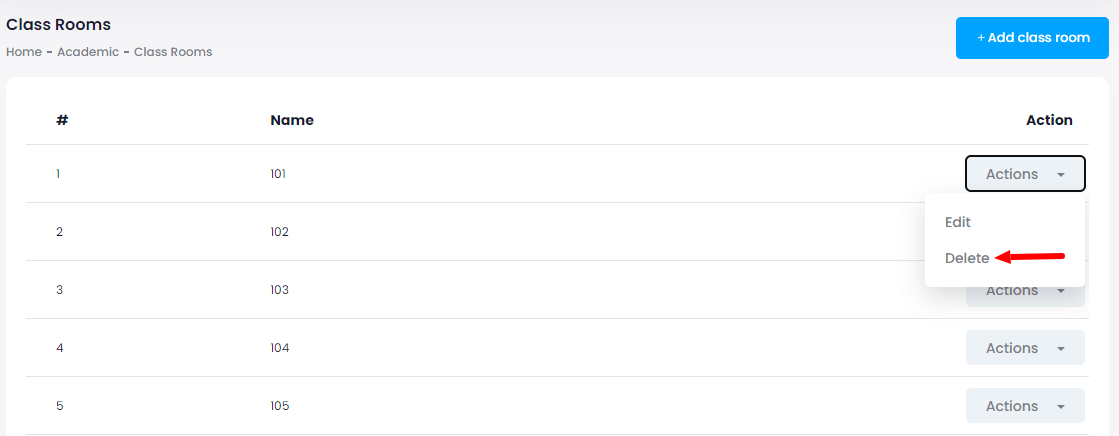 Class Rooms
+ Add class room
Home - Academic - Class Rooms
# Name Action
1 101 Actions
Edit
2 102
Delete
3 103 Actions
4 104 Actions
5 105 Actions